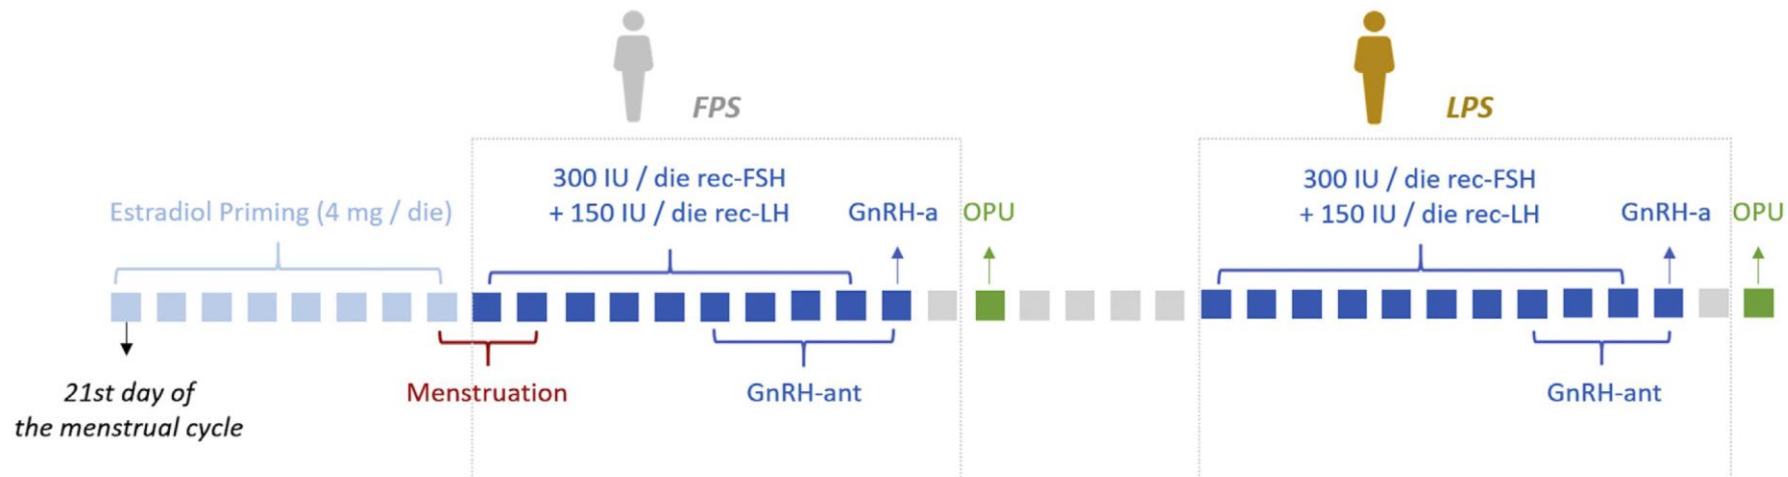 FPS
LPS
300 IU / die rec-FSH
+ 150 IU / die rec-LH
300 IU / die rec-FSH
+ 150 IU / die rec-LH
Estradiol Priming (4 mg / die)
GnRH-a
OPU
GnRH-a
OPU
21st day of
the menstrual cycle
Menstruation
GnRH-ant
GnRH-ant